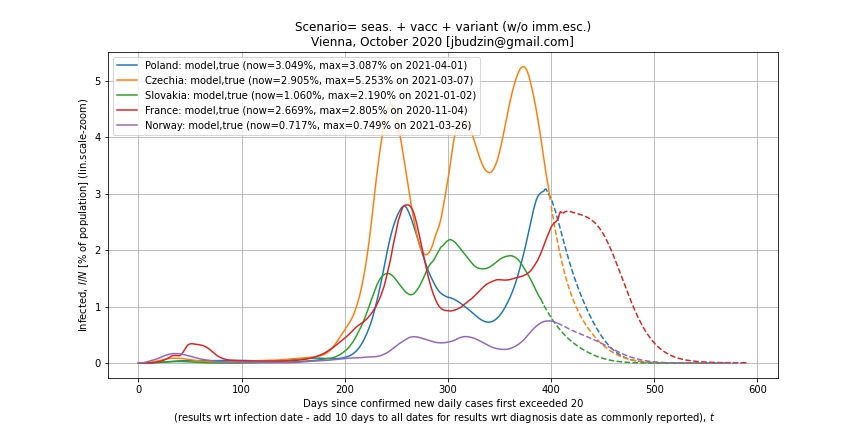 Scenario= seas. + vacc + variant (w/o imm.esc.)
Vienna, October 2020 [jbudzin@gmail.com]
Poland: model,true (now=3.049%, max=3.087% on 2021-04-01)
Czechia: model,true (now=2.905%, max=5.253% on 2021-03-07)
Slovakia: model,true (now=1.060%, max=2.190% on 2021-01-02)
France: model,true (now=2.669%, max=2.805% on 2020-11-04)
Norway: model,true (now=0.717%, max=0.749% on 2021-03-26)
Infected, I/N [% of population] (lin.scale-zoom)
5
4
3
2
1
0
0 100 200 300 400 500 600
Days since confirmed new daily cases first exceeded 20
(results wrt infection date - add 10 days to all dates for results wrt diagnosis date as commonly reported), t